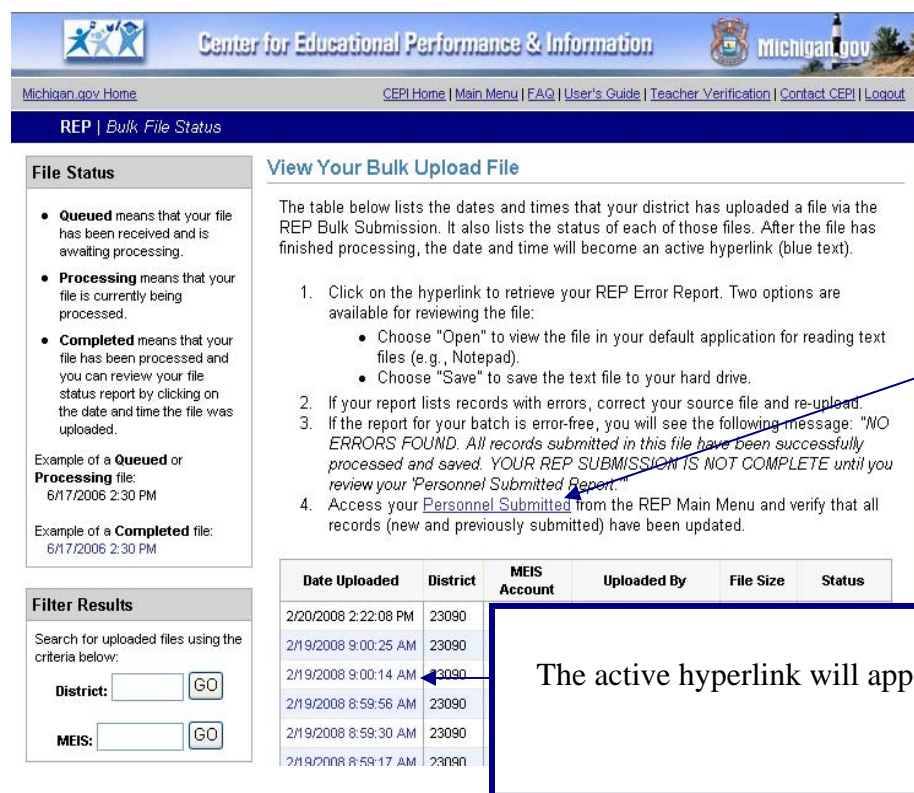 Center for Educational Performance & Information
Michigan.gov
Michigan.gov Home
CEPI Home | Main Menu | FAQ | User's Guide | Teacher Verification | Contact CEPI | Logout
REP | Bulk File Status
File Status
• Queued means that your file
has been received and is
awaiting processing.
• Processing means that your
file is currently being
processed.
• Completed means that your
file has been processed and
you can review your file
status report by clicking on
the date and time the file was
uploaded.
Example of a Queued or
Processing file:
6/17/2006 2:30 PM
Example of a Completed file:
6/17/2006 2:30 PM
Filter Results
Search for uploaded files using the
criteria below:
District: GO
MEIS: GO
View Your Bulk Upload File
The table below lists the dates and times that your district has uploaded a file via the
REP Bulk Submission. It also lists the status of each of those files. After the file has
finished processing, the date and time will become an active hyperlink (blue text).
1. Click on the hyperlink to retrieve your REP Error Report. Two options are
available for reviewing the file:
• Choose "Open" to view the file in your default application for reading text
files (e.g., Notepad).
• Choose "Save" to save the text file to your hard drive.
2. If your report lists records with errors, correct your source file and re-upload.
3. If the report for your batch is error-free, you will see the following message: "NO
ERRORS FOUND. All records submitted in this file have been successfully
processed and saved. YOUR REP SUBMISSION IS NOT COMPLETE until you
review your 'Personnel Submitted Report.'"
4. Access your Personnel Submitted from the REP Main Menu and verify that all
records (new and previously submitted) have been updated.
Date Uploaded District MEIS Account Uploaded By File Size Status
2/20/2008 2:22:08 PM 23090
2/19/2008 9:00:25 AM 23090
2/19/2008 9:00:14 AM 23090
2/19/2008 8:59:56 AM 23090
2/19/2008 8:59:30 AM 23090
2/19/2008 8:59:17 AM 23090
The active hyperlink will app